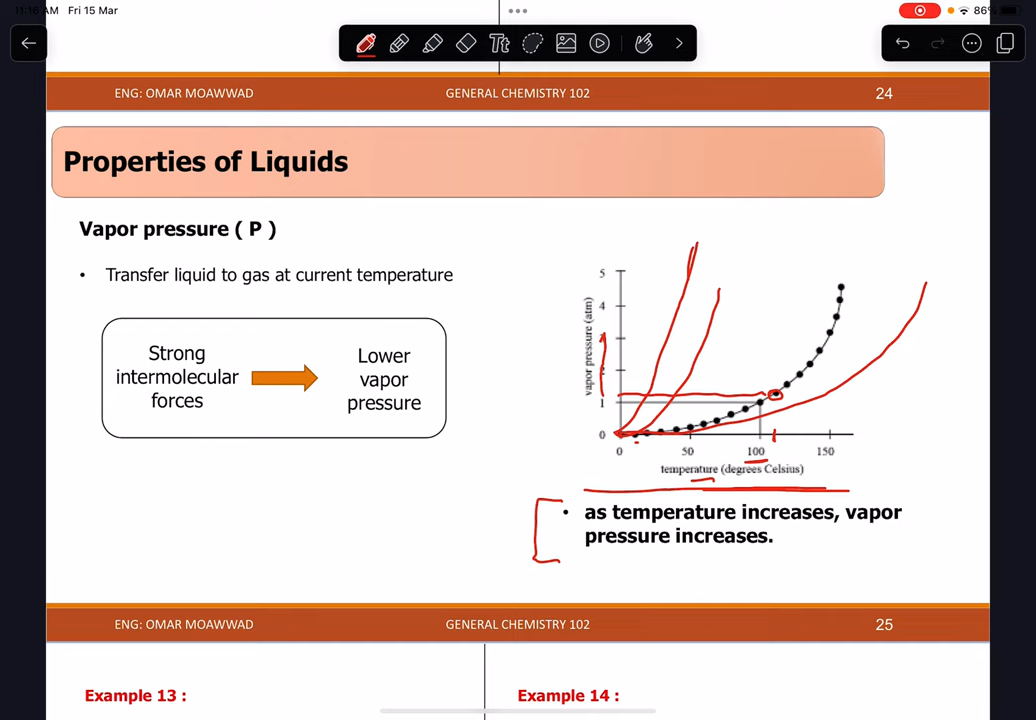 11:16 AM Fri 15 Mar
86%
Tt
ENG: OMAR MOAWWAD GENERAL CHEMISTRY 102 24
Properties of Liquids
Vapor pressure ( P )
• Transfer liquid to gas at current temperature
Strong
intermolecular
forces
Lower
vapor
pressure
vapor pressure (atm)
5
4
2
1
0
0 50 100 150
temperature (degrees Celsius)
• as temperature increases, vapor
pressure increases.
ENG: OMAR MOAWWAD GENERAL CHEMISTRY 102 25
Example 13 :
Example 14 :